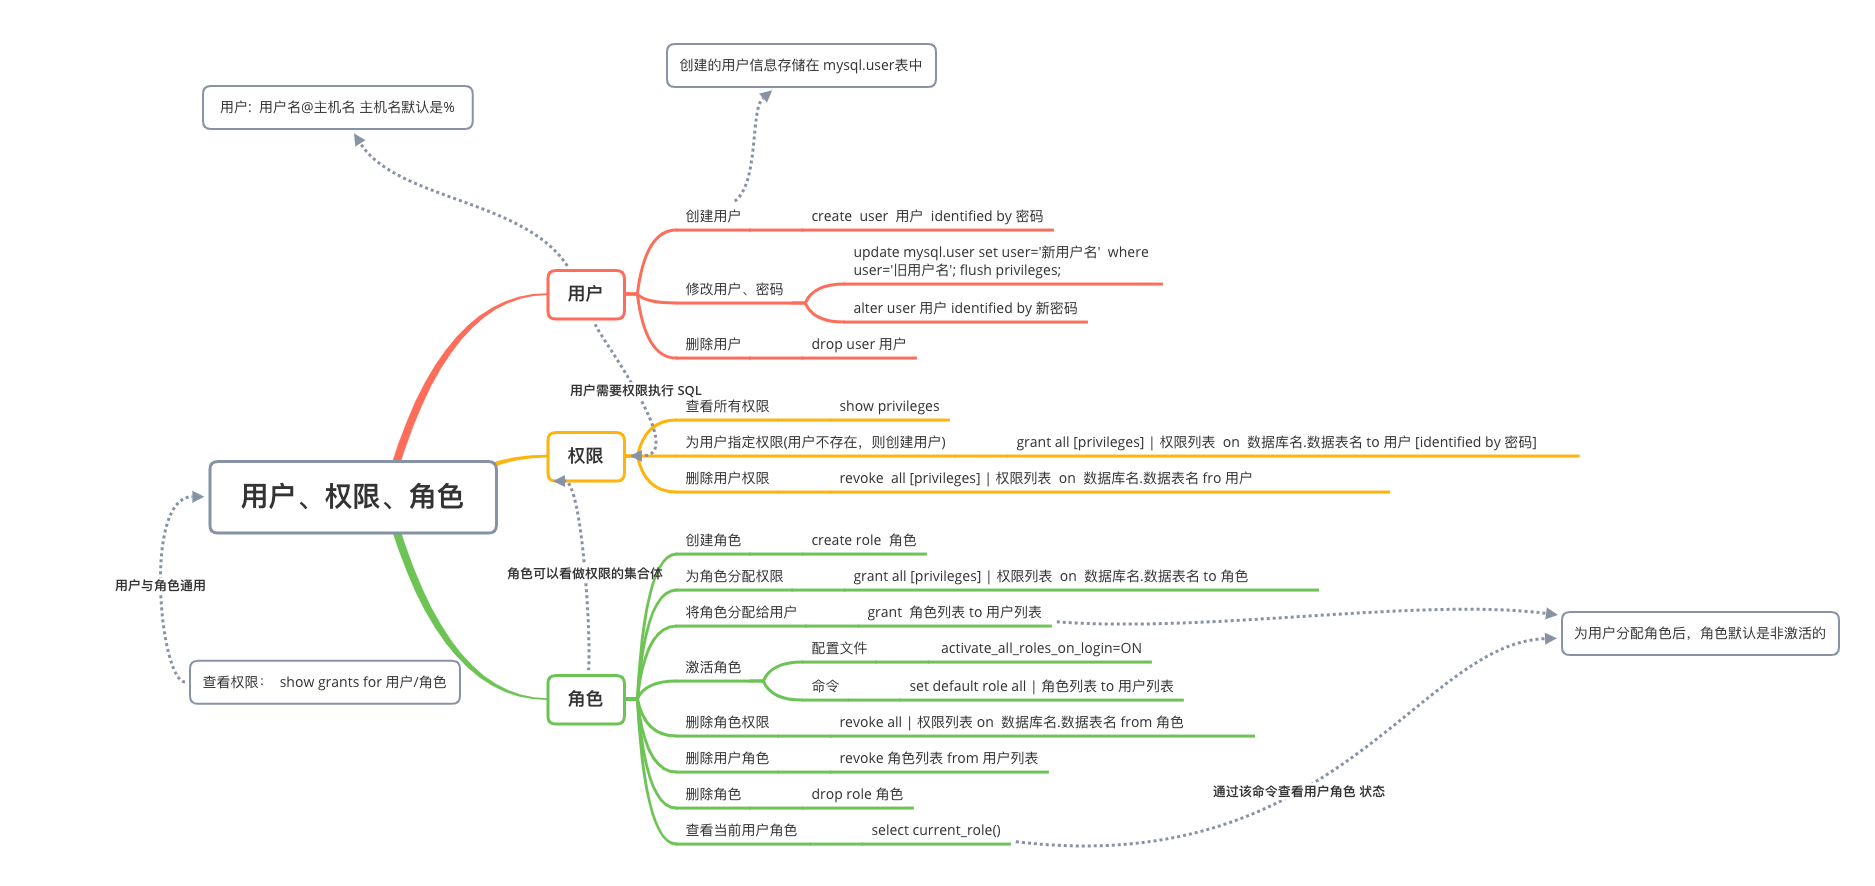 创建的用户信息存储在 mysql.user表中
用户：用户名@主机名 主机名默认是%
创建用户
create  user  用户  identified by 密码
用户
修改用户、密码
update mysql.user set user='新用户名'  where
user='旧用户名'; flush privileges;
alter user 用户 identified by 新密码
删除用户
drop user 用户
用户需要权限执行 SQL
权限
查看所有权限
show privileges
为用户指定权限(用户不存在，则创建用户)
grant all [privileges] | 权限列表  on  数据库名.数据表名 to 用户 [identified by 密码]
删除用户权限
revoke  all [privileges] | 权限列表  on  数据库名.数据表名 fro 用户
用户、权限、角色
用户与角色通用
查看权限：  show grants for 用户/角色
角色可以看做权限的集合体
角色
创建角色
create role  角色
为角色分配权限
grant all [privileges] | 权限列表  on  数据库名.数据表名 to 角色
将角色分配给用户
grant  角色列表 to 用户列表
为用户分配角色后，角色默认是非激活的
激活角色
配置文件
activate_all_roles_on_login=ON
命令
set default role all | 角色列表 to 用户列表
删除角色权限
revoke all | 权限列表 on  数据库名.数据表名 from 角色
删除用户角色
revoke 角色列表 from 用户列表
删除角色
drop role 角色
通过该命令查看用户角色 状态
查看当前用户角色
select current_role()